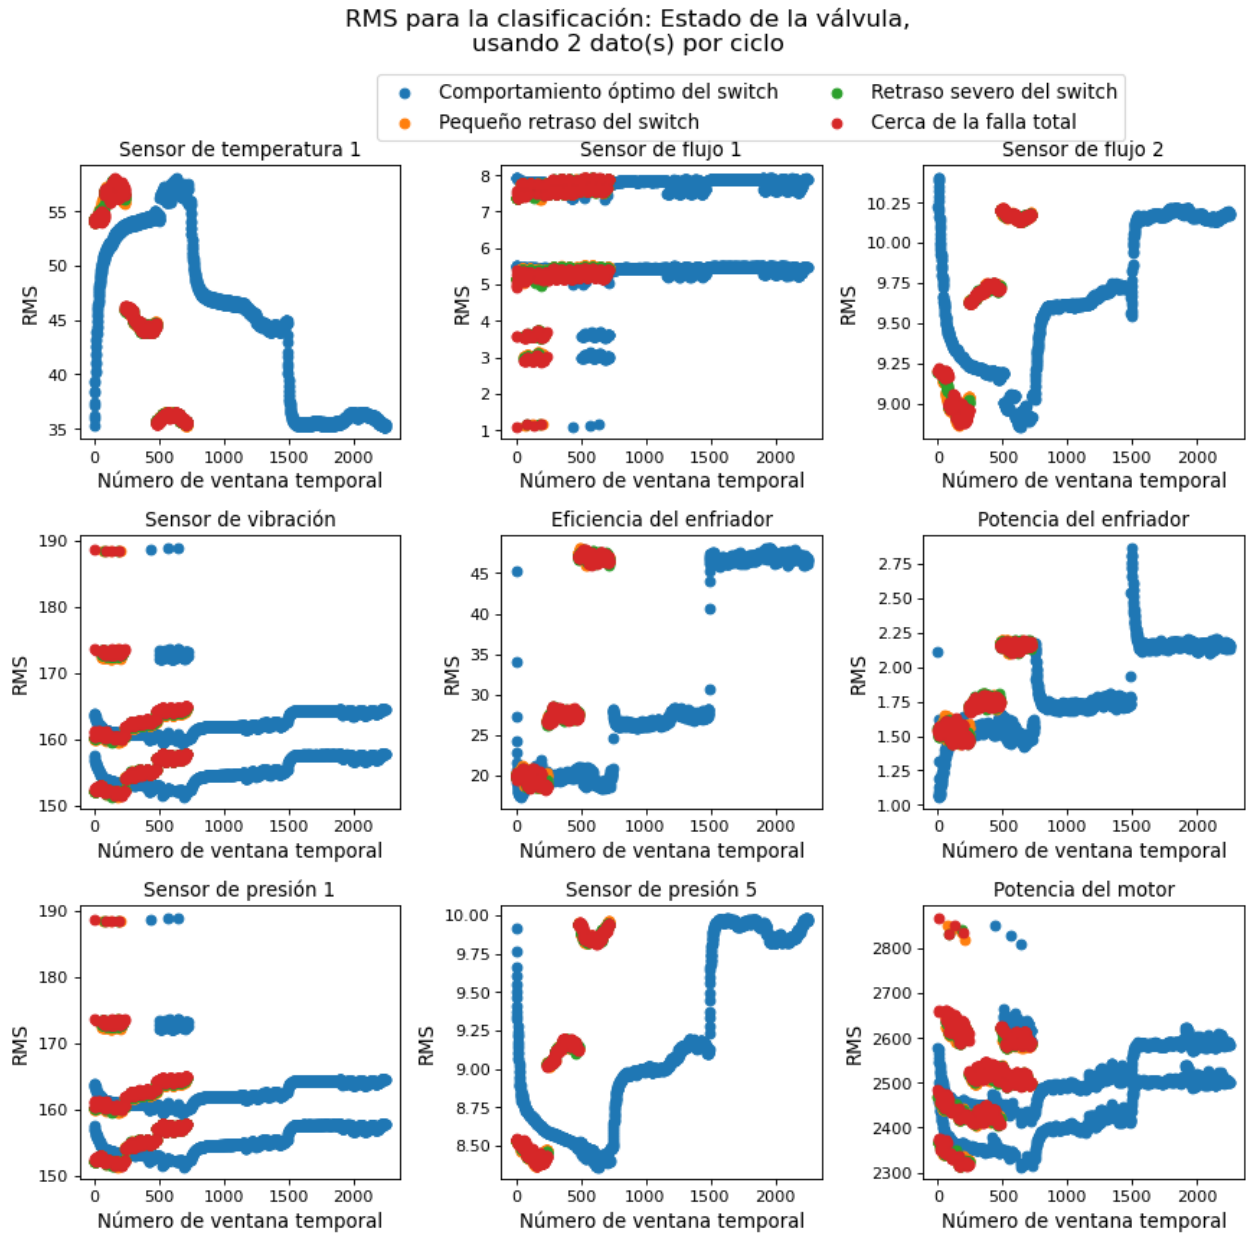 RMS para la clasificación: Estado de la válvula,
usando 2 dato(s) por ciclo
Comportamiento óptimo del switch
Pequeño retraso del switch
Retraso severo del switch
Cerca de la falla total
Sensor de temperatura 1
RMS
55
50
45
40
35
0 500 1000 1500 2000
Número de ventana temporal
Sensor de flujo 1
RMS
8
7
6
5
4
3
2
1
0 500 1000 1500 2000
Número de ventana temporal
Sensor de flujo 2
RMS
10.25
10.00
9.75
9.50
9.25
9.00
0 500 1000 1500 2000
Número de ventana temporal
Sensor de vibración
RMS
190
180
170
160
150
0 500 1000 1500 2000
Número de ventana temporal
Eficiencia del enfriador
RMS
45
40
35
30
25
20
0 500 1000 1500 2000
Número de ventana temporal
Potencia del enfriador
RMS
2.75
2.50
2.25
2.00
1.75
1.50
1.25
1.00
0 500 1000 1500 2000
Número de ventana temporal
Sensor de presión 1
RMS
190
180
170
160
150
0 500 1000 1500 2000
Número de ventana temporal
Sensor de presión 5
RMS
10.00
9.75
9.50
9.25
9.00
8.75
8.50
0 500 1000 1500 2000
Número de ventana temporal
Potencia del motor
RMS
2800
2700
2600
2500
2400
2300
0 500 1000 1500 2000
Número de ventana temporal